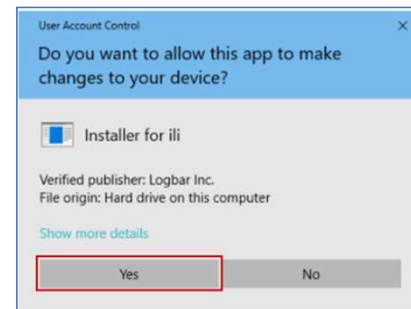 User Account Control
×
Do you want to allow this app to make
changes to your device?
Installer for ili
Verified publisher: Logbar Inc.
File origin: Hard drive on this computer
Show more details
Yes
No